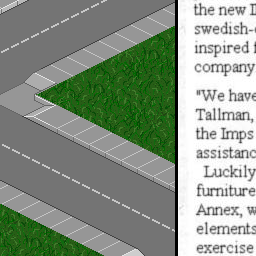 the new
swedish-
inspired
company
"We have
Tallman,
the Imps
assistanc
Luckily
furniture
Annex, w
elements
exercise